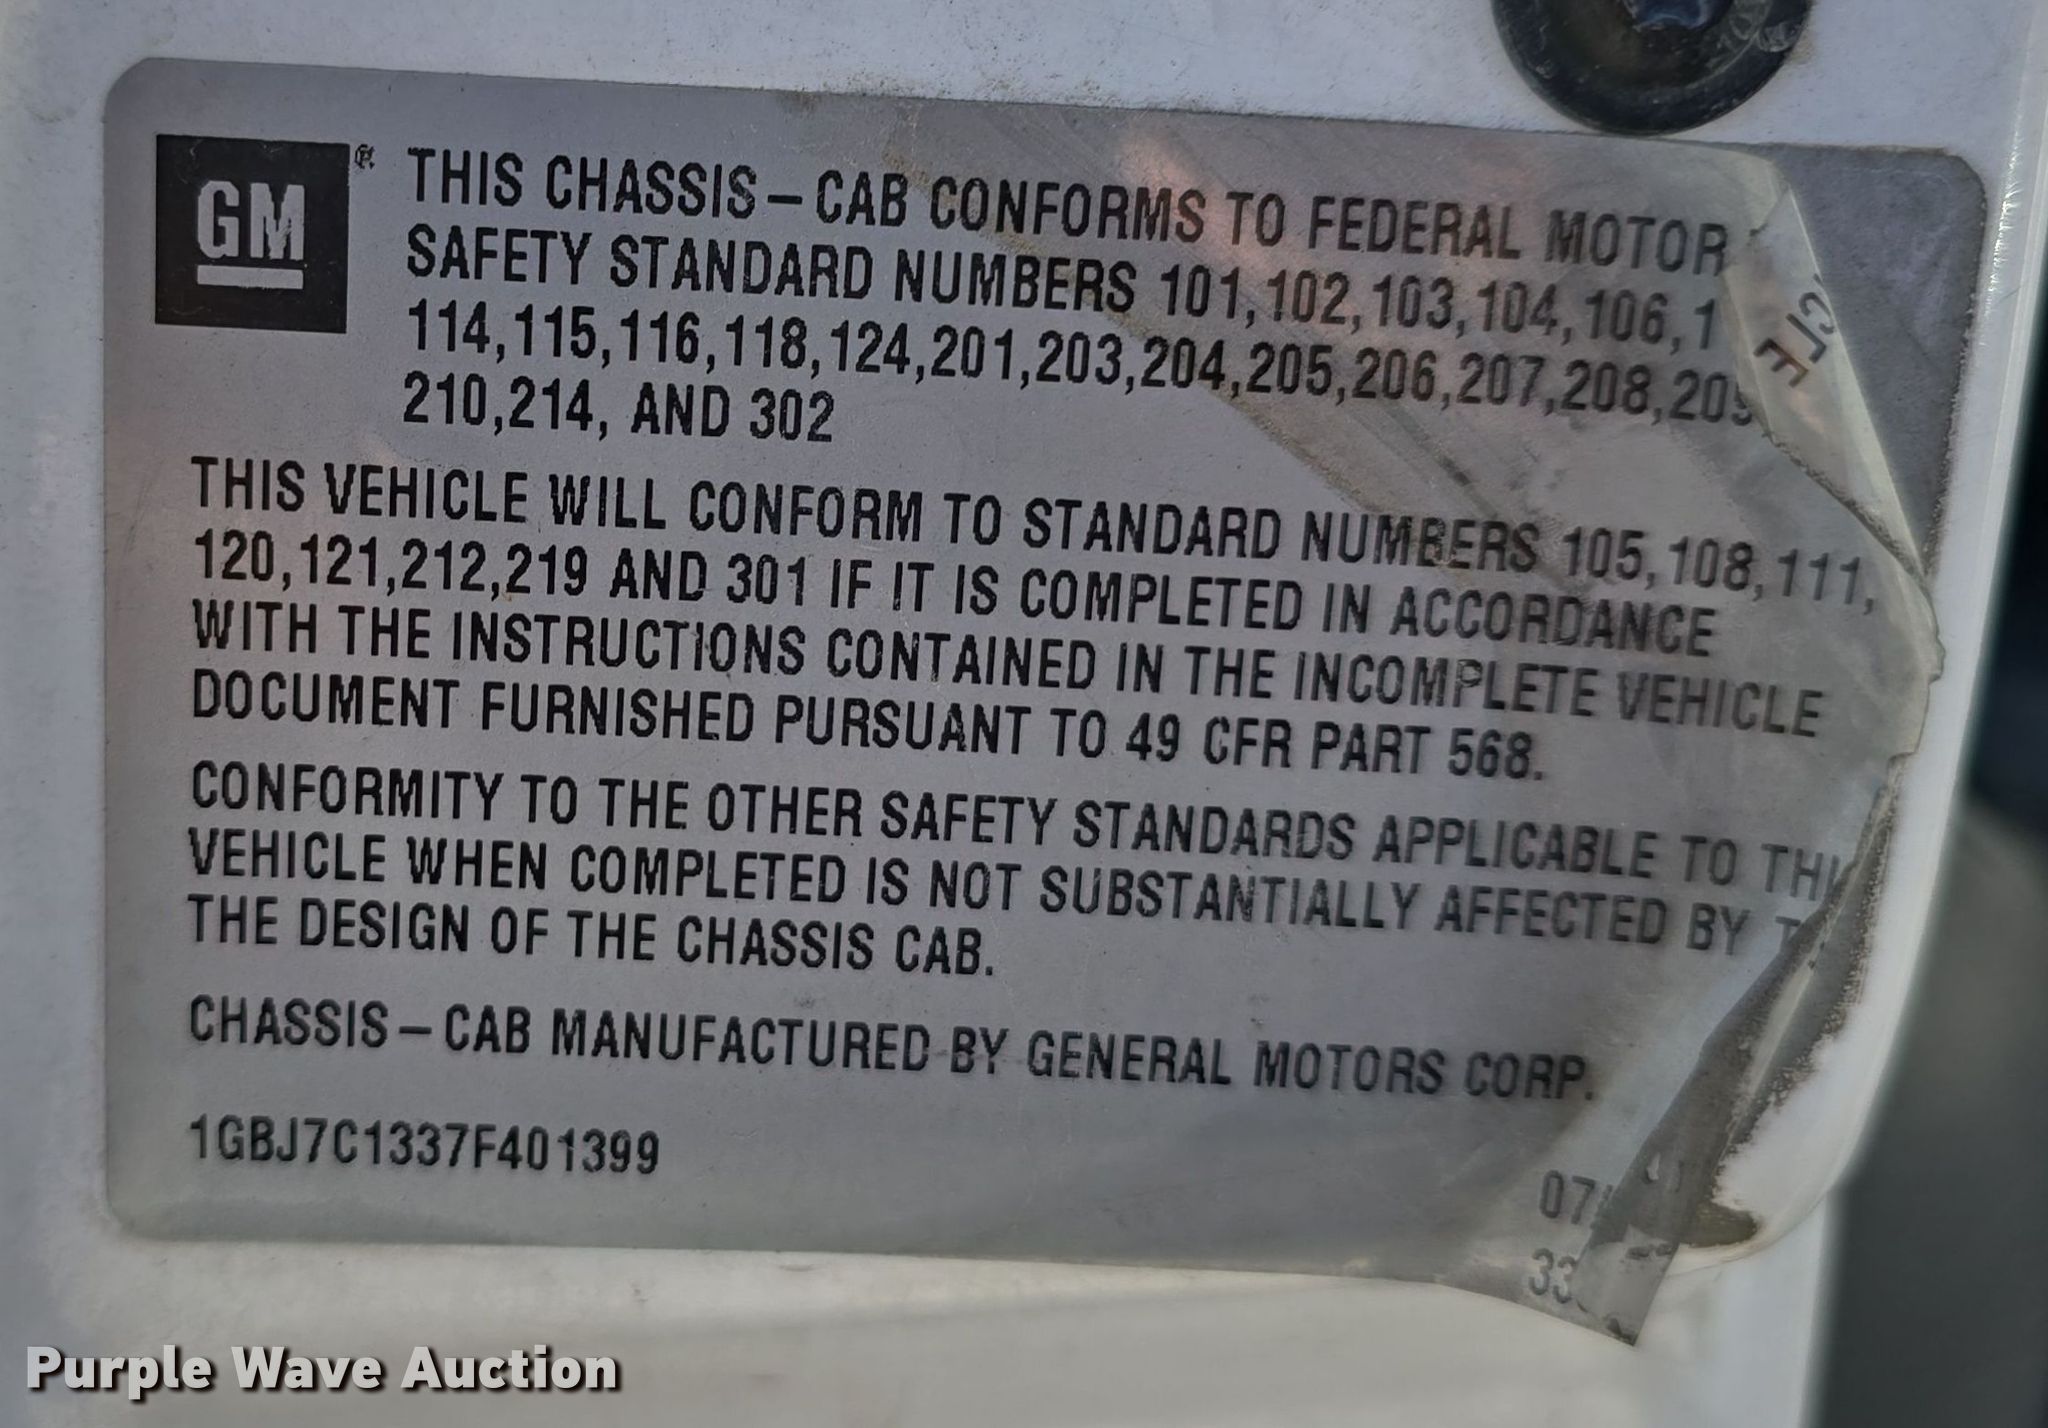 GM
THIS CHASSIS – CAB CONFORMS TO FEDERAL MOTOR VEHICLE
SAFETY STANDARD NUMBERS 101,102,103,104,106,
114,115,116,118,124,201,203,204,205,206,207,208,209
210,214, AND 302
THIS VEHICLE WILL CONFORM TO STANDARD NUMBERS 105,108,111,
120,121,212,219 AND 301 IF IT IS COMPLETED IN ACCORDANCE
WITH THE INSTRUCTIONS CONTAINED IN THE INCOMPLETE VEHICLE
DOCUMENT FURNISHED PURSUANT TO 49 CFR PART 568.
CONFORMITY TO THE OTHER SAFETY STANDARDS APPLICABLE TO
VEHICLE WHEN COMPLETED IS NOT SUBSTANTIALLY AFFECTED BY
THE DESIGN OF THE CHASSIS CAB.
CHASSIS – CAB MANUFACTURED BY GENERAL MOTORS CORP.
1GBJ7C1337F401399
Purple Wave Auction